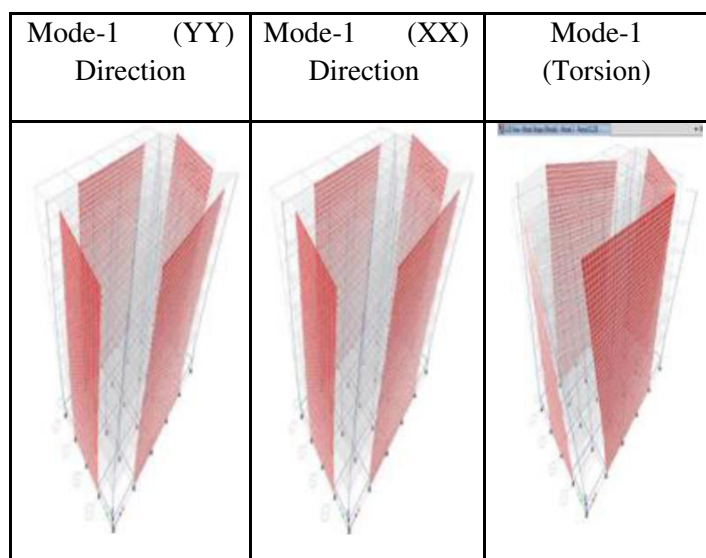 Mode-1 (YY)
Direction
Mode-1 (XX)
Direction
Mode-1
(Torsion)